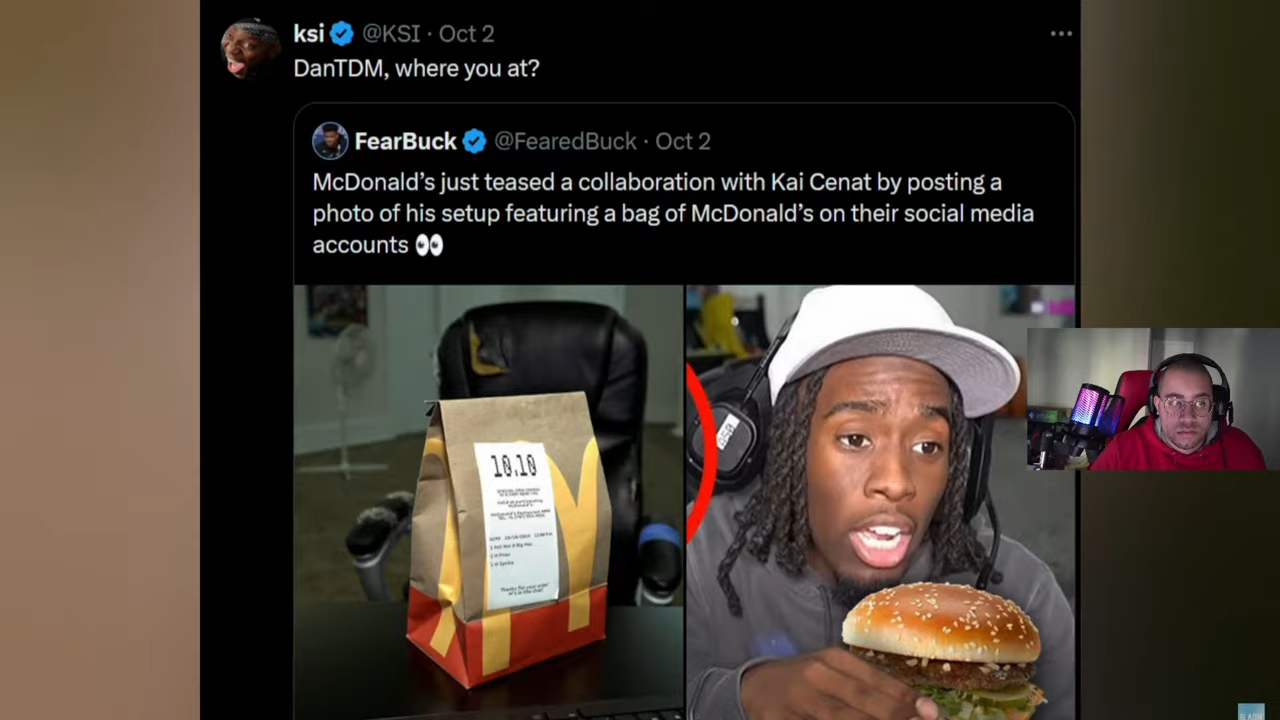 ksi @KSI · Oct 2
DanTDM, where you at?
FearBuck @FearedBuck · Oct 2
McDonald’s just teased a collaboration with Kai Cenat by posting a
photo of his setup featuring a bag of McDonald’s on their social media
accounts 👀
10.10